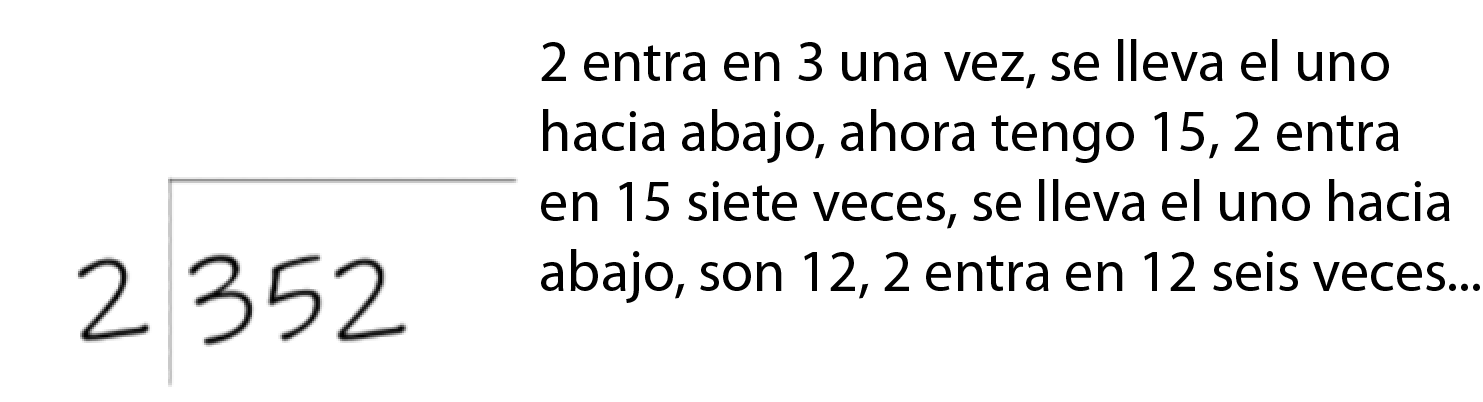 2 entra en 3 una vez, se lleva el uno
hacia abajo, ahora tengo 15, 2 entra
en 15 siete veces, se lleva el uno hacia
abajo, son 12, 2 entra en 12 seis veces...
2 352